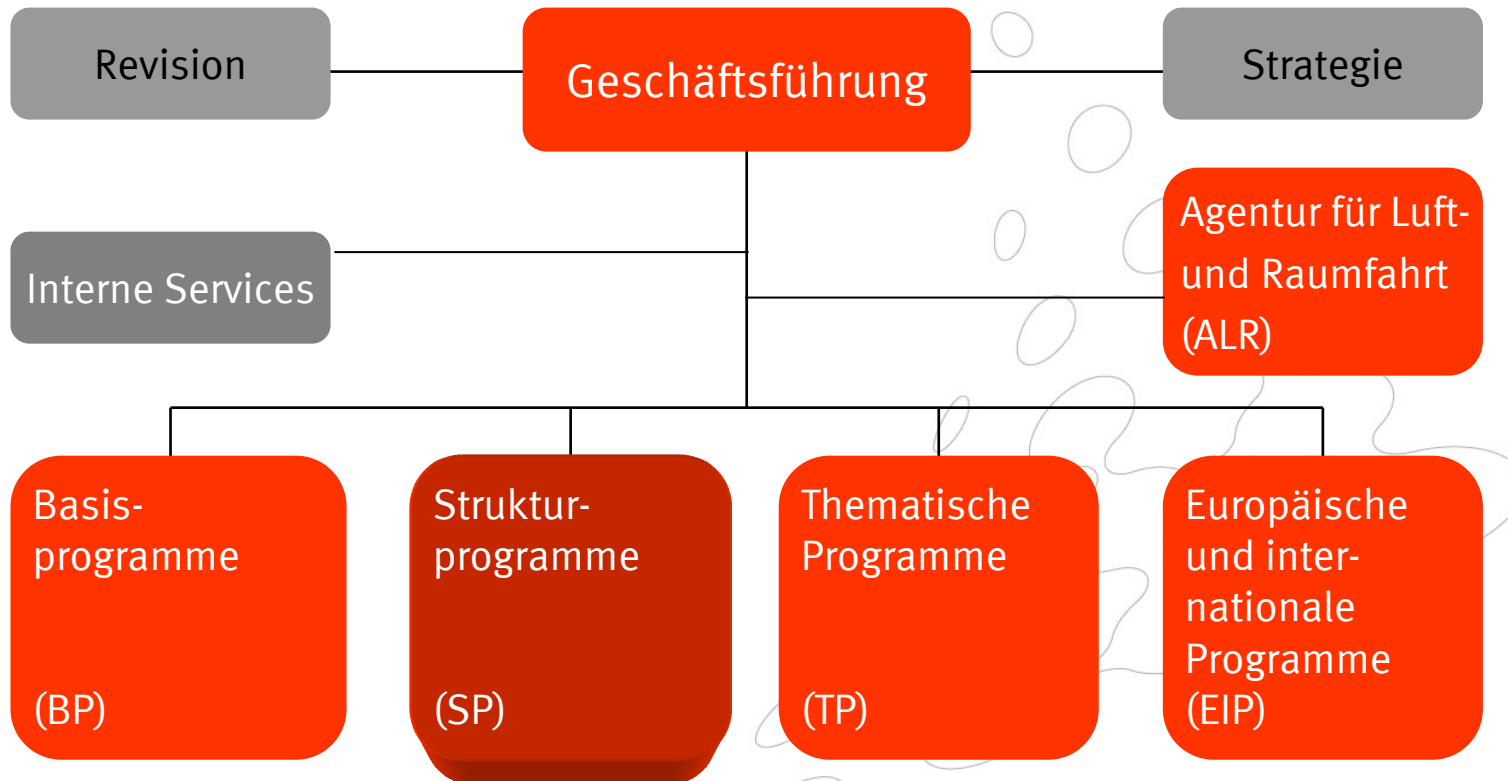 Revision
Geschäftsführung
Strategie
Interne Services
Agentur für Luft-
und Raumfahrt
(ALR)
Basis-
programme
(BP)
Struktur-
programme
(SP)
Thematische
Programme
(TP)
Europäische
und inter-
nationale
Programme
(EIP)